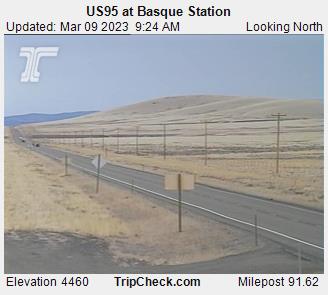 US95 at Basque Station
Updated: Mar 09 2023 9:24 AM Looking North
Elevation 4460 TripCheck.com Milepost 91.62